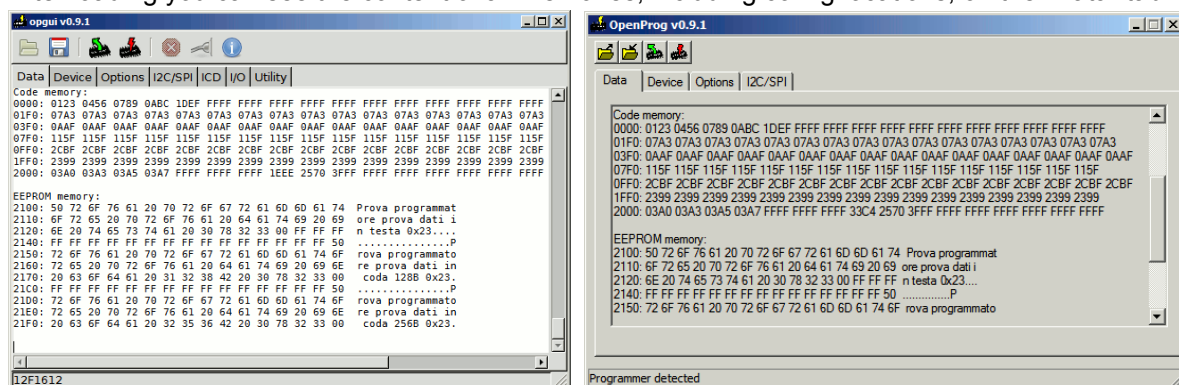 opgui v0.9.1
Data Device Options I2C/SPI ICD I/O Utility
Code memory:
0000: 0123 0456 0789 0ABC 1DEF FFFF FFFF FFFF FFFF FFFF FFFF FFFF FFFF FFFF FFFF
01F0: 07A3 07A3 07A3 07A3 07A3 07A3 07A3 07A3 07A3 07A3 07A3 07A3 07A3 07A3 07A3
03F0: 0AAF 0AAF 0AAF 0AAF 0AAF 0AAF 0AAF 0AAF 0AAF 0AAF 0AAF 0AAF 0AAF 0AAF 0AAF
07F0: 115F 115F 115F 115F 115F 115F 115F 115F 115F 115F 115F 115F 115F 115F 115F
0FF0: 2CBF 2CBF 2CBF 2CBF 2CBF 2CBF 2CBF 2CBF 2CBF 2CBF 2CBF 2CBF 2CBF 2CBF 2CBF
1FF0: 2399 2399 2399 2399 2399 2399 2399 2399 2399 2399 2399 2399 2399 2399 2399
2000: 03A0 03A3 03A5 03A7 FFFF FFFF FFFF 1EEE 2570 3FFF FFFF FFFF FFFF FFFF FFFF
EEPROM memory:
2100: 50 72 6F 76 61 20 70 72 6F 67 72 61 6D 6D 61 74 Prova programmat
2110: 6F 72 65 20 70 72 6F 76 61 20 64 61 74 69 20 69 ore prova dati i
2120: 6E 20 74 65 73 74 61 20 30 78 32 33 00 FF FF FF n testa 0x23....
2140: FF FF FF FF FF FF FF FF FF FF FF FF FF FF FF 50 ...............P
2150: 72 6F 76 61 20 70 72 6F 67 72 61 6D 6D 61 74 6F rova programmato
2160: 72 65 20 70 72 6F 76 61 20 64 61 74 69 20 69 6E re prova dati in
2170: 20 63 6F 64 61 20 31 32 38 42 20 30 78 32 33 00 coda 128B 0x23.
21C0: FF FF FF FF FF FF FF FF FF FF FF FF FF FF FF 50 ...............P
21D0: 72 6F 76 61 20 70 72 6F 67 72 61 6D 6D 61 74 6F rova programmato
21E0: 72 65 20 70 72 6F 76 61 20 64 61 74 69 20 69 6E re prova dati in
21F0: 20 63 6F 64 61 20 32 35 36 42 20 30 78 32 33 00 coda 256B 0x23.
12F1612
OpenProg v0.9.1
Data Device Options I2C/SPI
Code memory:
0000: 0123 0456 0789 0ABC 1DEF FFFF FFFF FFFF FFFF FFFF FFFF FFFF FFFF FFFF FFFF FFFF
01F0: 07A3 07A3 07A3 07A3 07A3 07A3 07A3 07A3 07A3 07A3 07A3 07A3 07A3 07A3 07A3 07A3
03F0: 0AAF 0AAF 0AAF 0AAF 0AAF 0AAF 0AAF 0AAF 0AAF 0AAF 0AAF 0AAF 0AAF 0AAF 0AAF 0AAF
07F0: 115F 115F 115F 115F 115F 115F 115F 115F 115F 115F 115F 115F 115F 115F 115F 115F
0FF0: 2CBF 2CBF 2CBF 2CBF 2CBF 2CBF 2CBF 2CBF 2CBF 2CBF 2CBF 2CBF 2CBF 2CBF 2CBF 2CBF
1FF0: 2399 2399 2399 2399 2399 2399 2399 2399 2399 2399 2399 2399 2399 2399 2399 2399
2000: 03A0 03A3 03A5 03A7 FFFF FFFF FFFF 33C4 2570 3FFF FFFF FFFF FFFF FFFF FFFF FFFF
EEPROM memory:
2100: 50 72 6F 76 61 20 70 72 6F 67 72 61 6D 6D 61 74 Prova programmat
2110: 6F 72 65 20 70 72 6F 76 61 20 64 61 74 69 20 69 ore prova dati i
2120: 6E 20 74 65 73 74 61 20 30 78 32 33 00 FF FF FF n testa 0x23....
2140: FF FF FF FF FF FF FF FF FF FF FF FF FF FF FF 50 ...............P
2150: 72 6F 76 61 20 70 72 6F 67 72 61 6D 6D 61 74 6F rova programmato
Programmer detected